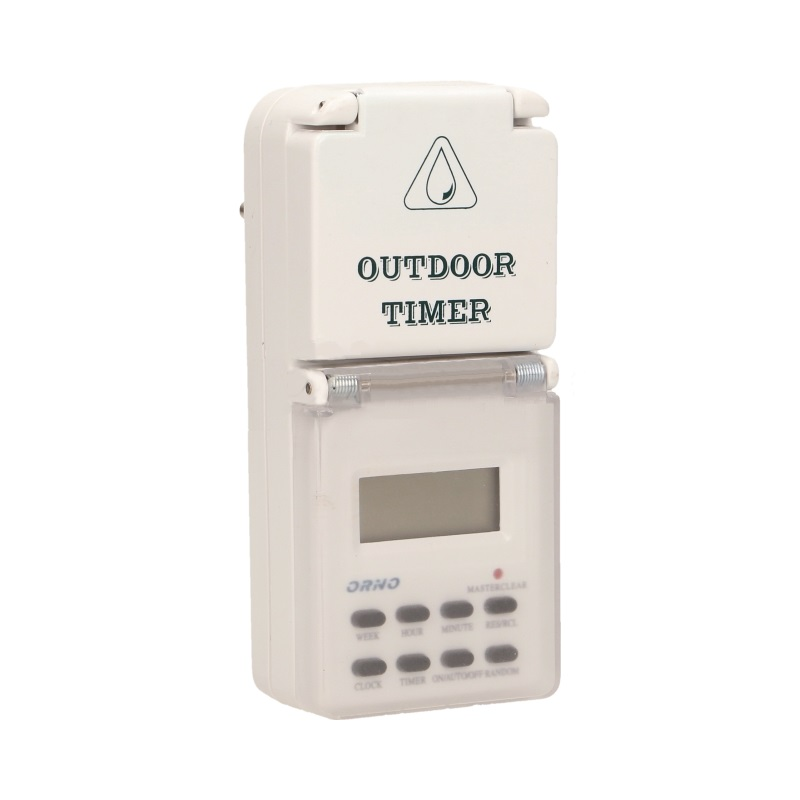 OUTDOOR
TIMER
ORNO
MASTERCLEAR
WEEK HOUR MINUTE RES/RCL
CLOCK TIMER ON/AUTO/OFF RANDOM